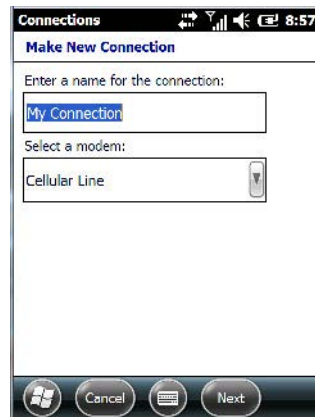 Connections 8:57
Make New Connection
Enter a name for the connection:
My Connection
Select a modem:
Cellular Line
Cancel Next